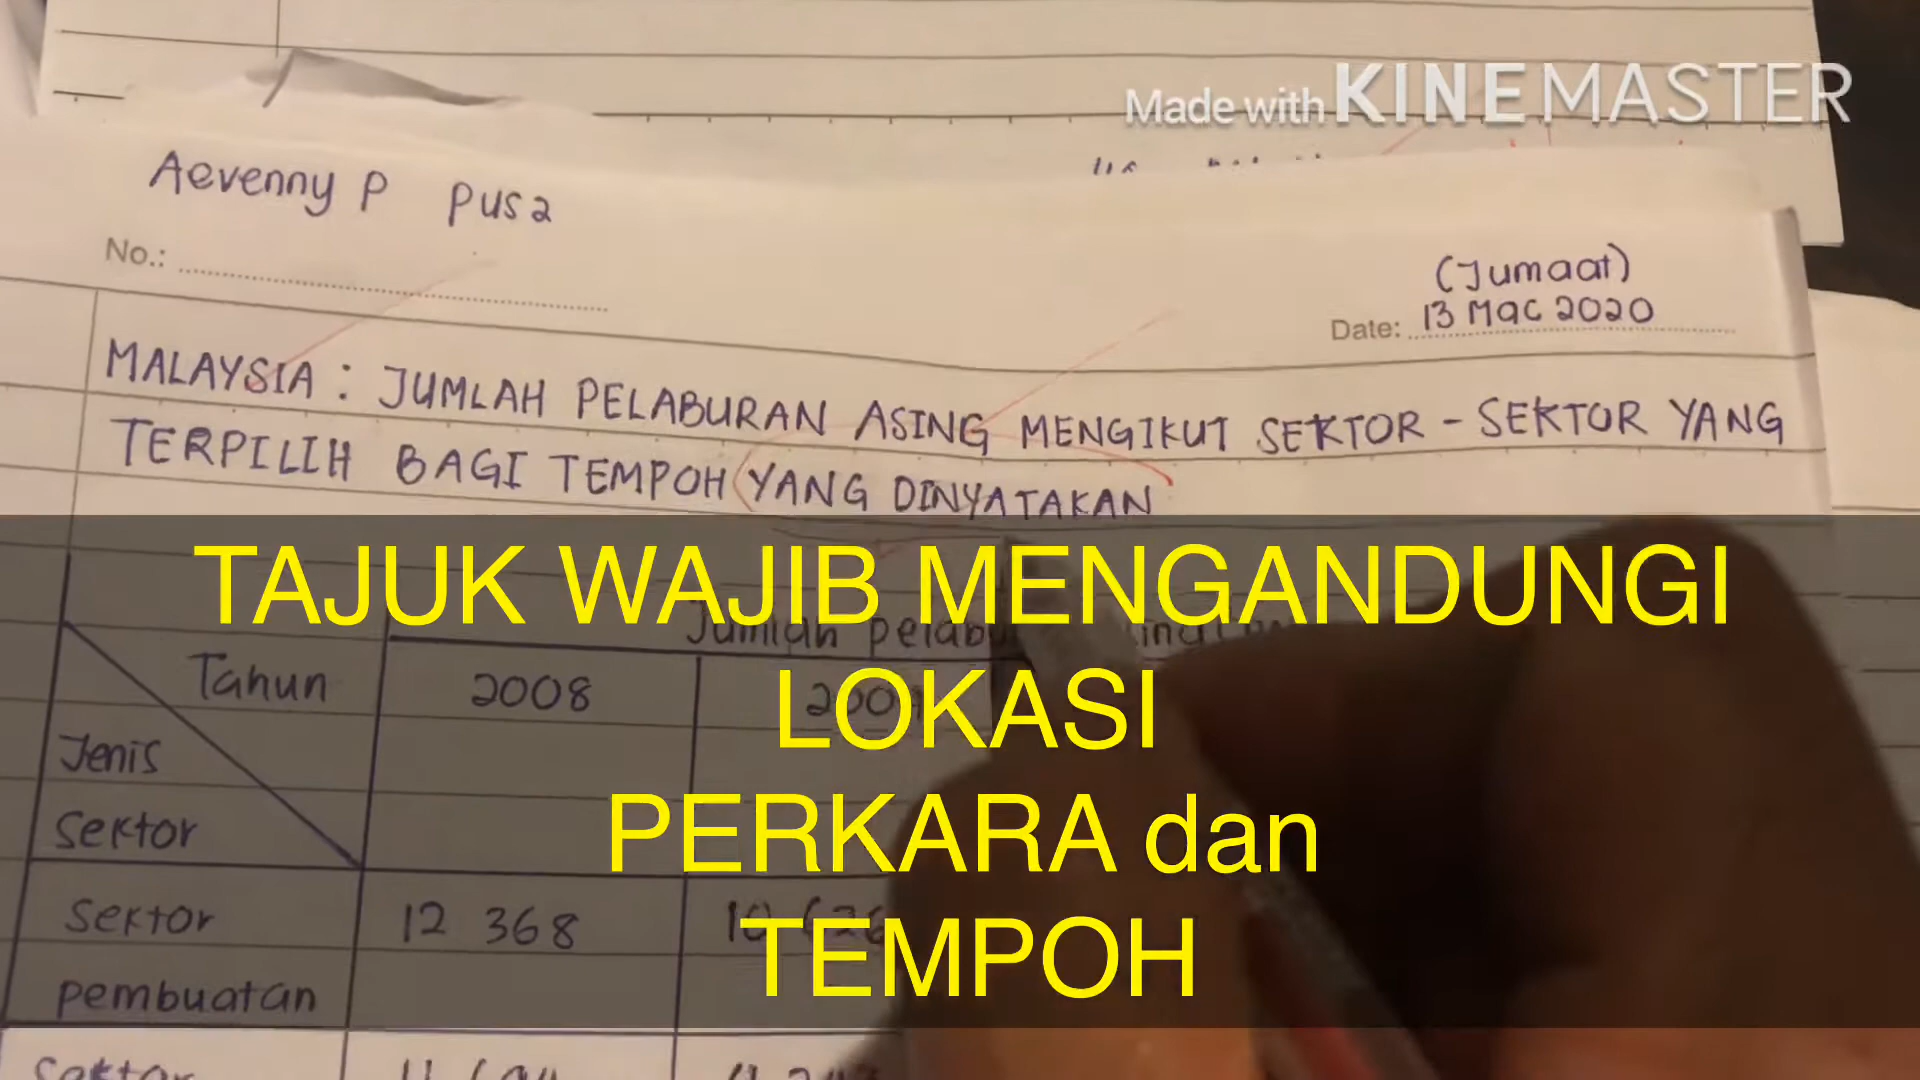 Made with KINEMASTER
Aevenny P Pusa
No.:
(Jumaat)
Date: 13 Mac 2020
MALAYSIA : JUMLAH PELABURAN ASING MENGIKUT SEKTOR - SEKTOR YANG
TERPILIH BAGI TEMPOH YANG DINYATAKAN
TAJUK WAJIB MENGANDUNGI
LOKASI
PERKARA dan
TEMPOH
Jumlah
Tahun 2008
Jenis
Sektor
Sektor 12 368
pembuatan
Sektor